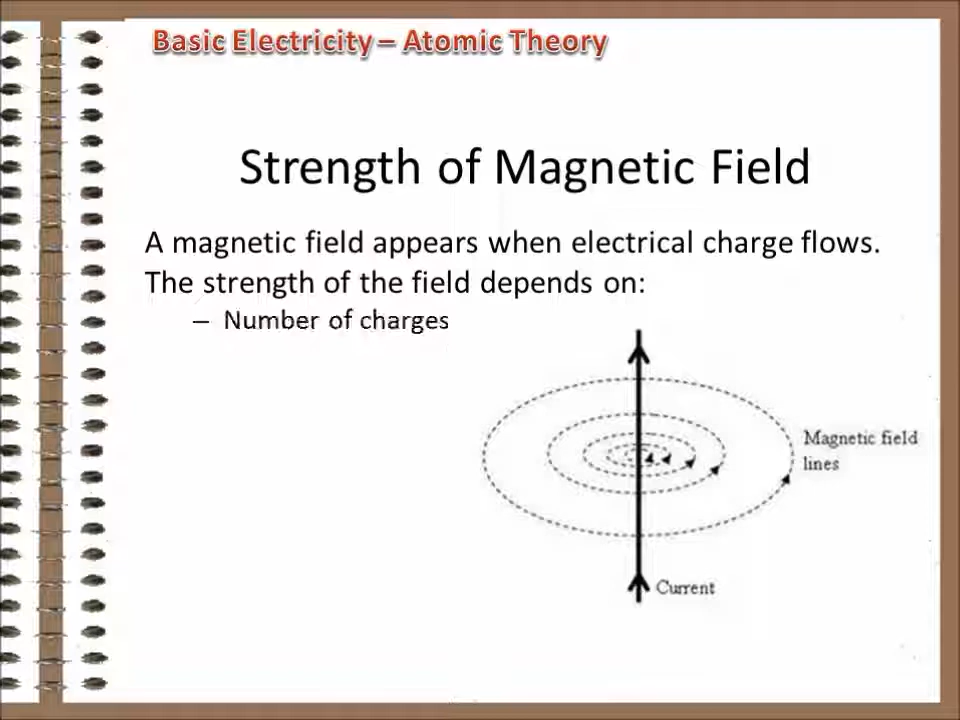 Basic Electricity – Atomic Theory
Strength of Magnetic Field
A magnetic field appears when electrical charge flows.
The strength of the field depends on:
– Number of charges
Magnetic field
lines
Current